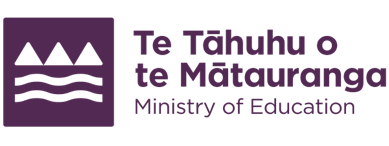 Te Tāhuhu o
te Mātauranga
Ministry of Education